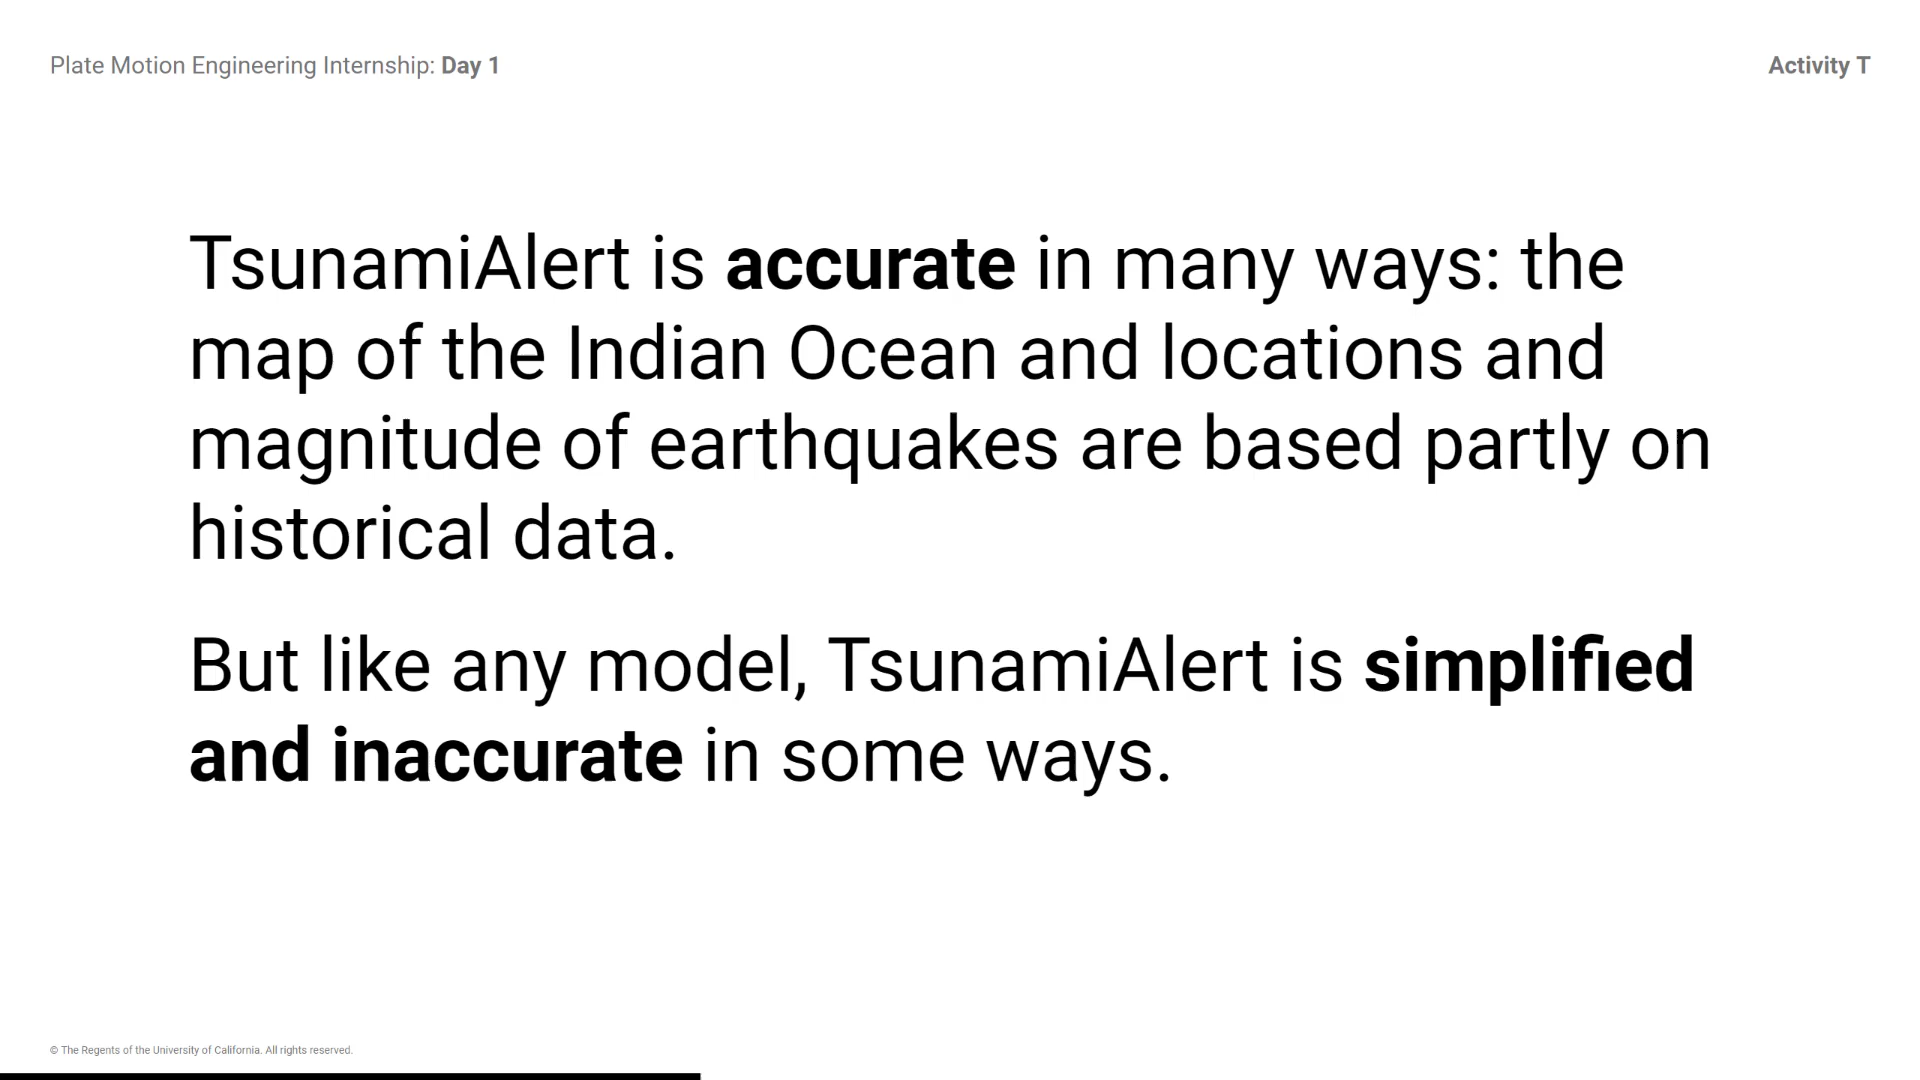 Plate Motion Engineering Internship: Day 1
Activity T
TsunamiAlert is accurate in many ways: the
map of the Indian Ocean and locations and
magnitude of earthquakes are based partly on
historical data.
But like any model, TsunamiAlert is simplified
and inaccurate in some ways.
© The Regents of the University of California. All rights reserved.